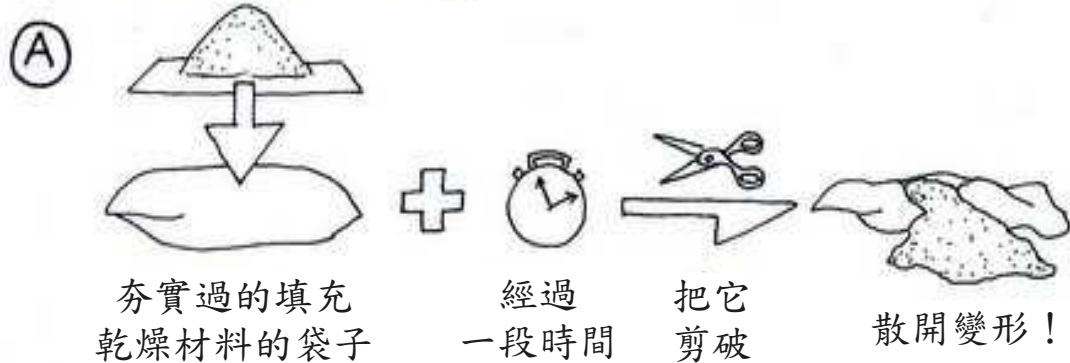 A
夯實過的填充
乾燥材料的袋子
經過
一段時間
把它
剪破
散開變形！